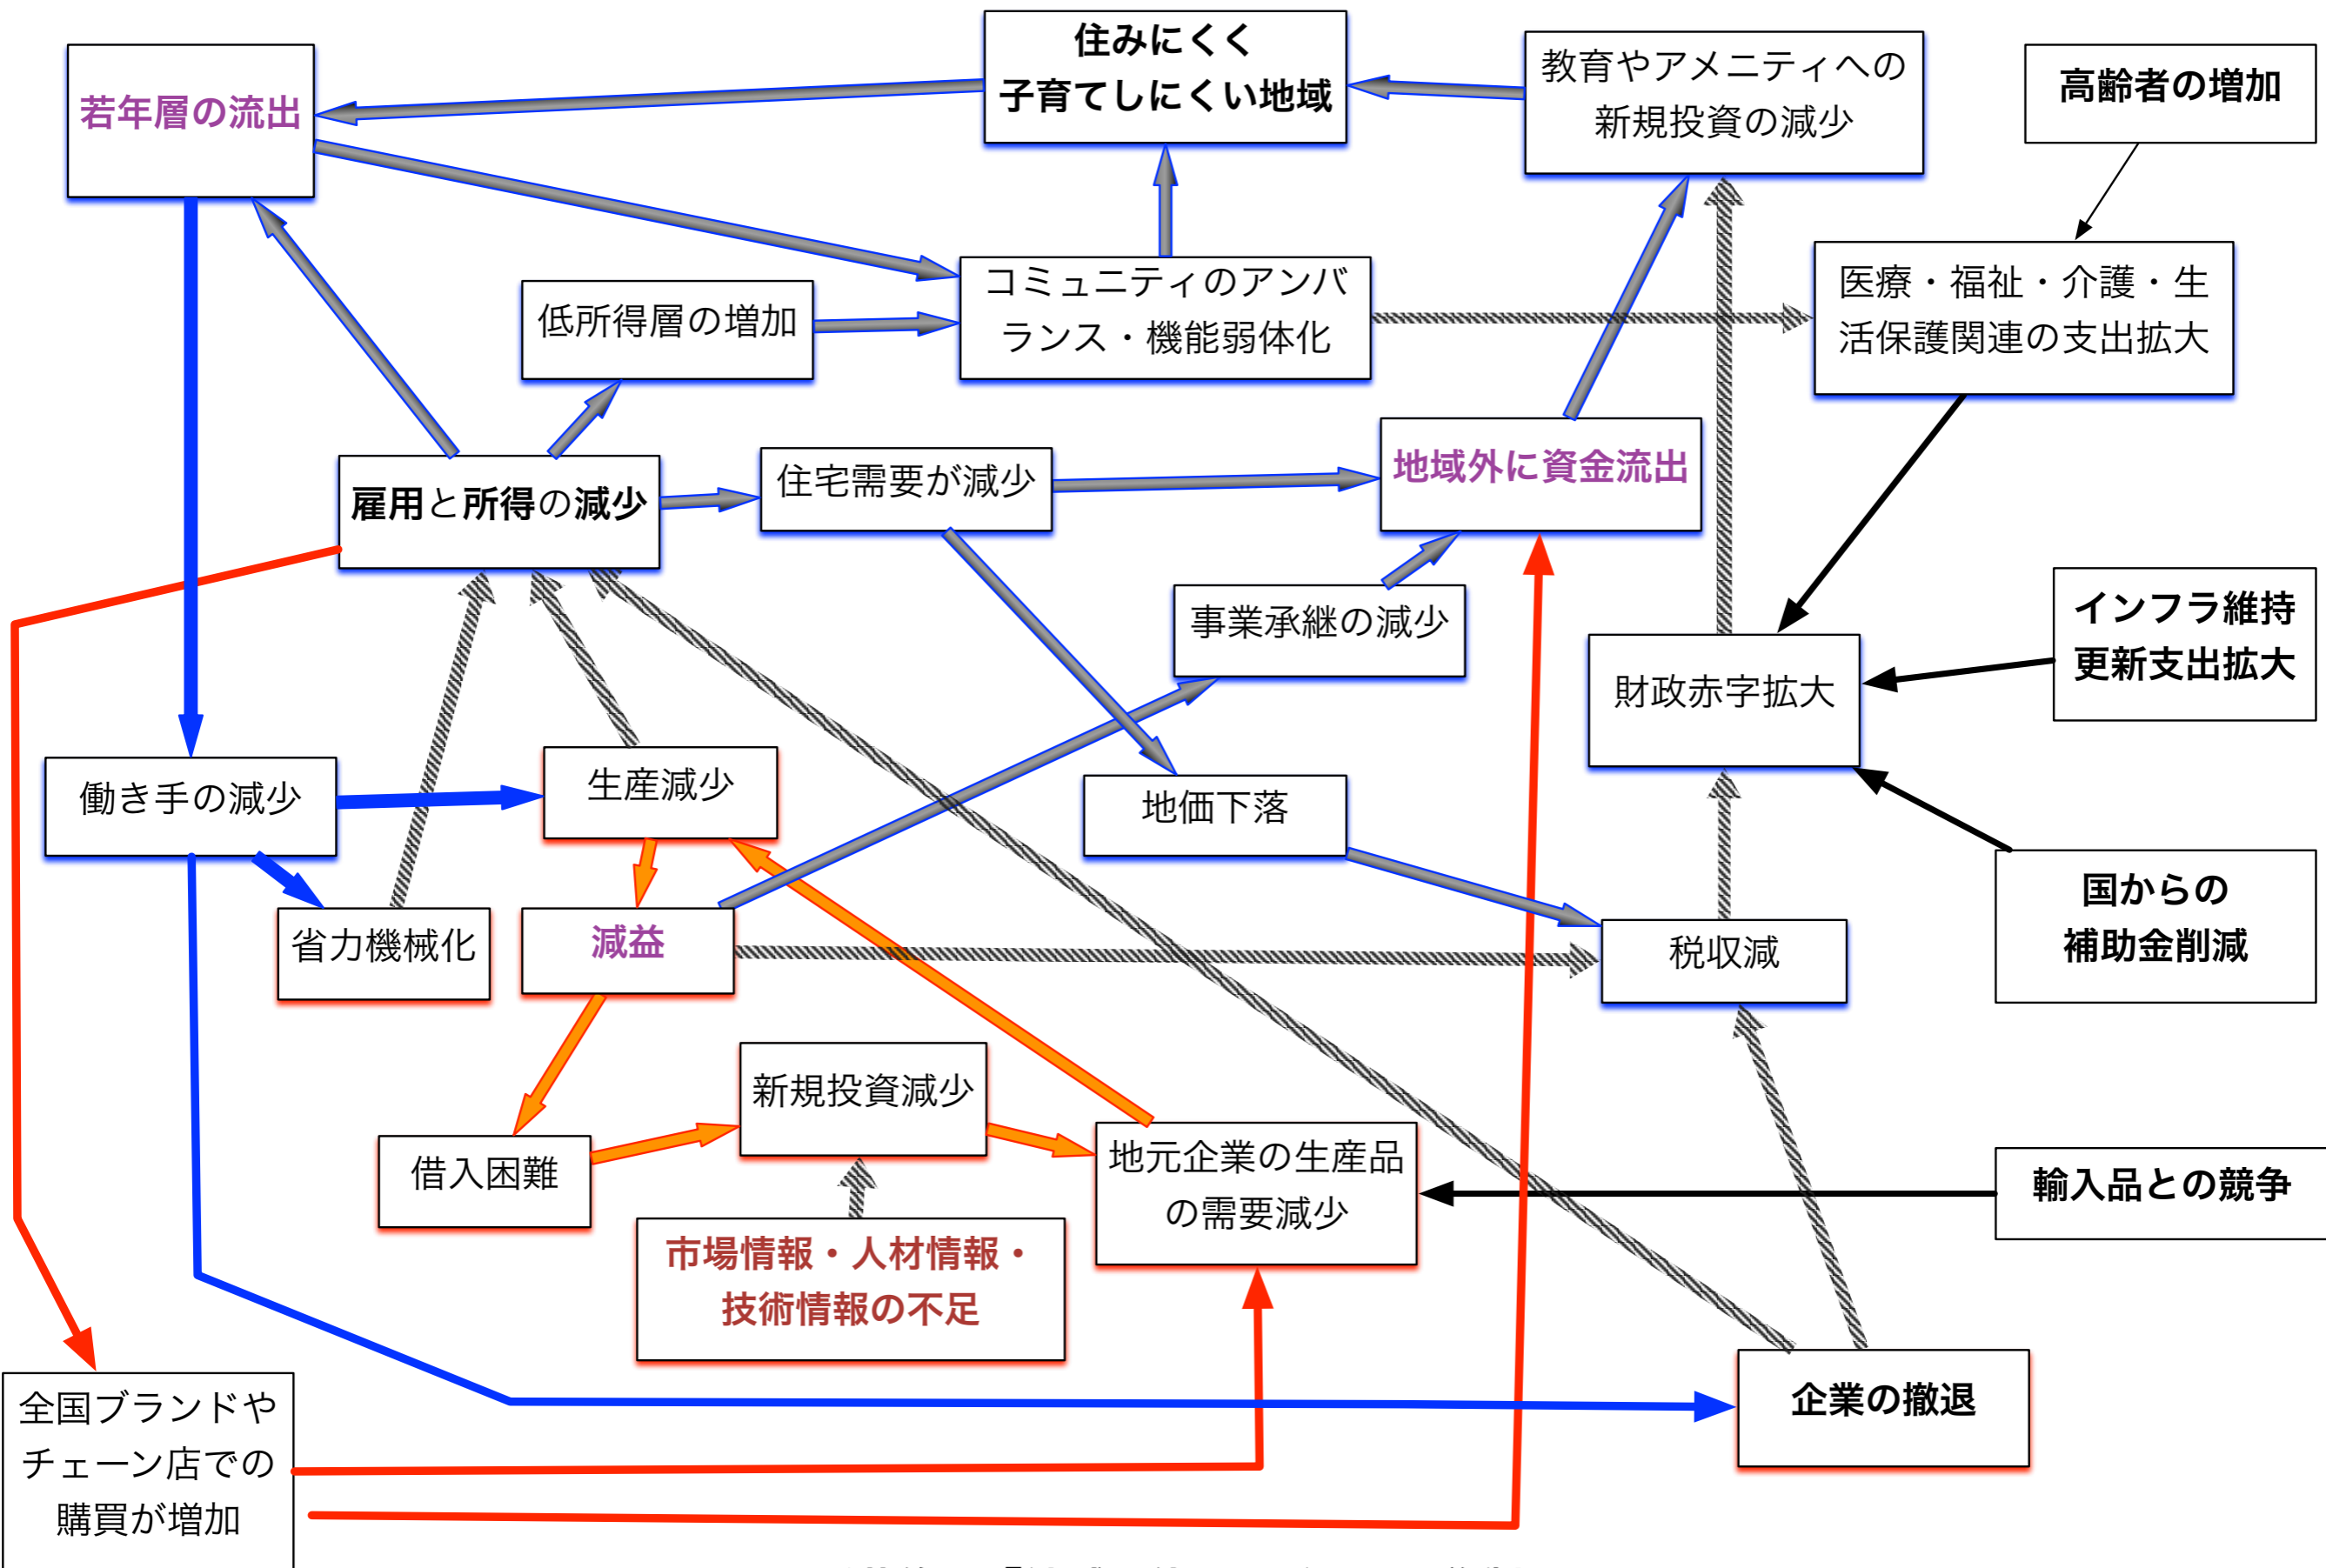 住みにくく
子育てしにくい地域
教育やアメニティへの
新規投資の減少
高齢者の増加
若年層の流出
コミュニティのアンバ
ランス・機能弱体化
医療・福祉・介護・生
活保護関連の支出拡大
低所得層の増加
雇用と所得の減少
住宅需要が減少
地域外に資金流出
事業承継の減少
インフラ維持
更新支出拡大
財政赤字拡大
働き手の減少
生産減少
地価下落
国からの
補助金削減
省力機械化
減益
税収減
新規投資減少
借入困難
地元企業の生産品
の需要減少
輸入品との競争
市場情報・人材情報・
技術情報の不足
企業の撤退
全国ブランドや
チェーン店での
購買が増加